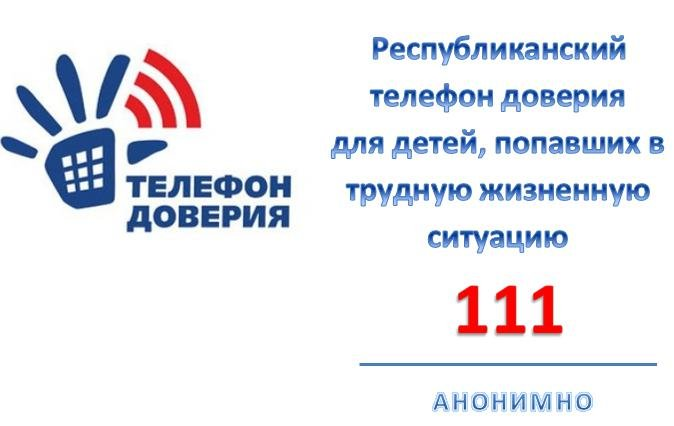 ТЕЛЕФОН
ДОВЕРИЯ
Республиканский
телефон доверия
для детей, попавших в
трудную жизненную
ситуацию
111
АНОНИМНО